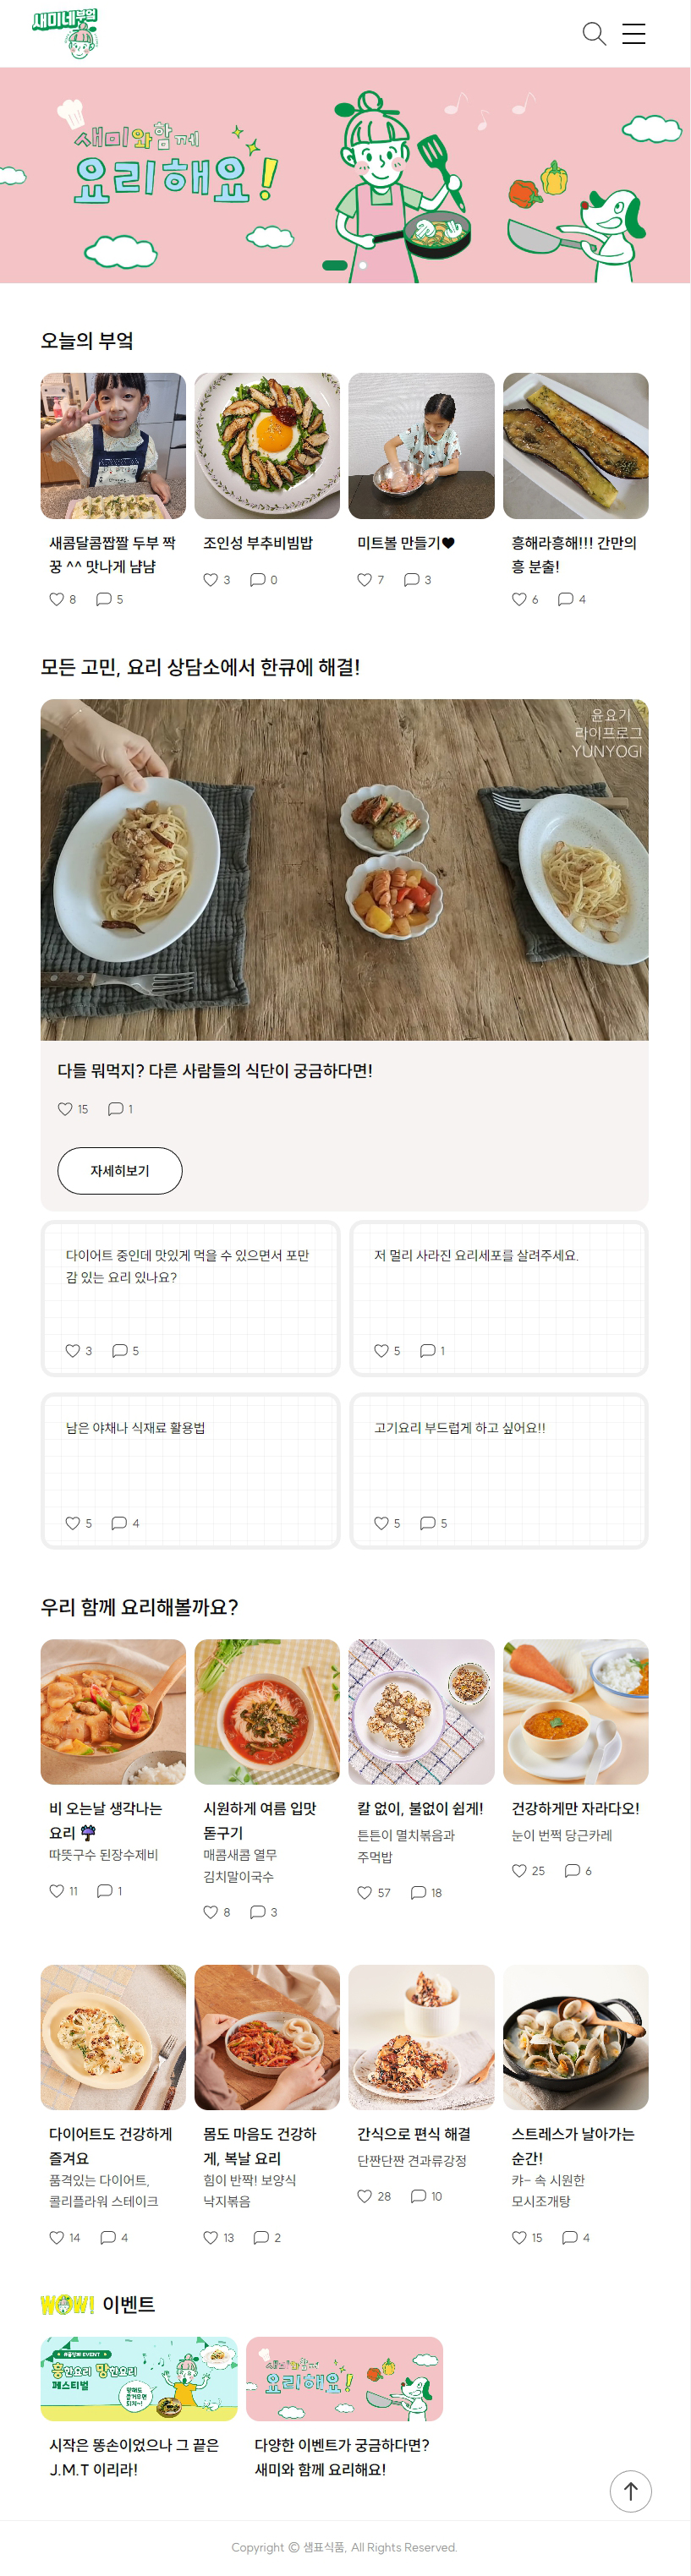 새미네부엌
새미와함께
요리해요!
오늘의 부엌
새콤달콤짭짤 두부 짝
꿍 ^^ 맛나게 냠냠
8 5
조인성 부추비빔밥
3 0
미트볼 만들기🖤
7 3
흥해라흥해!!! 간만의
흥 분출!
6 4
모든 고민, 요리 상담소에서 한큐에 해결!
윤요기
라이프로그
YUNYOGI
다들 뭐먹지? 다른 사람들의 식단이 궁금하다면!
15 1
자세히보기
다이어트 중인데 맛있게 먹을 수 있으면서 포만
감 있는 요리 있나요?
3 5
저 멀리 사라진 요리세포를 살려주세요.
5 1
남은 야채나 식재료 활용법
5 4
고기요리 부드럽게 하고 싶어요!!
5 5
우리 함께 요리해볼까요?
비 오는날 생각나는
요리 ☔
따뜻구수 된장수제비
11 1
시원하게 여름 입맛
돋구기
매콤새콤 열무
김치말이국수
8 3
칼 없이, 불없이 쉽게!
튼튼이 멸치볶음과
주먹밥
57 18
건강하게만 자라다오!
눈이 번쩍 당근카레
25 6
다이어트도 건강하게
즐겨요
품격있는 다이어트,
콜리플라워 스테이크
14 4
몸도 마음도 건강하
게, 복날 요리
힘이 반짝! 보양식
낙지볶음
13 2
간식으로 편식 해결
단짠단짠 견과류강정
28 10
스트레스가 날아가는
순간!
캬~ 속 시원한
모시조개탕
15 4
WOW! 이벤트
흥한요리 망한요리
페스티벌
망해도
즐거우면
되지~!
시작은 똥손이었으나 그 끝은
J.M.T 이리라!
새미와함께
요리해요!
다양한 이벤트가 궁금하다면?
새미와 함께 요리해요!
Copyright © 샘표식품, All Rights Reserved.